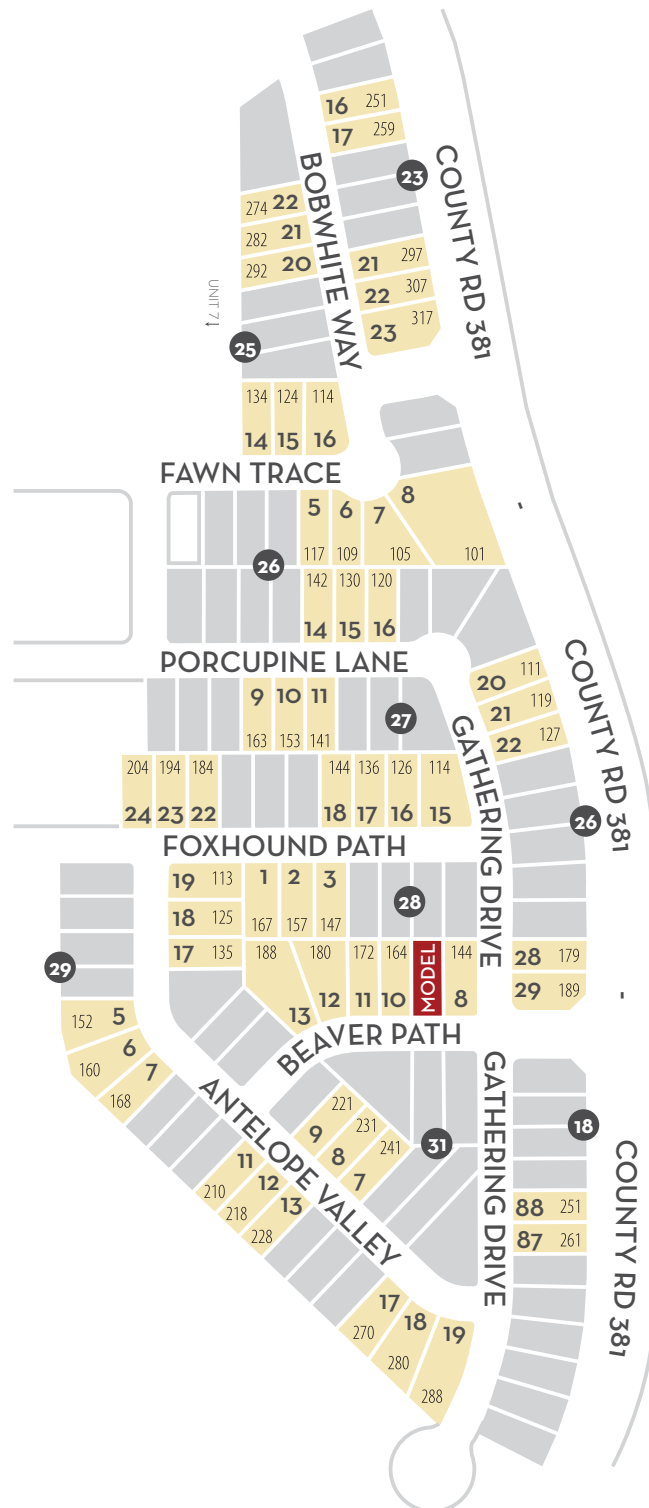 16 251
17 259
23
COUNTY RD 381
BOBWHITE WAY
274 22
282 21
292 20
21 297
22 307
23 317
UNIT 7
25
134 124 114
14 15 16
FAWN TRACE
5 6 7 8
117 109 105 101
26
142 130 120
14 15 16
PORCUPINE LANE
20 111
21 119
22 127
COUNTY RD 381
9 10 11
163 153 141
27
GATHERING DRIVE
204 194 184 144 136 126 114
24 23 22 18 17 16 15
26
FOXHOUND PATH
19 113
18 125
17 135
1 2 3
167 157 147
28
188 180 172 164 MODEL 144
13 12 11 10 8
28 179
29 189
29
BEAVER PATH
152 5
160 6
168 7
ANTELOPE VALLEY
221 9
231 8
241 7
31
GATHERING DRIVE
18
COUNTY RD 381
11 210
12 218
13 228
88 251
87 261
17 270
18 280
19 288